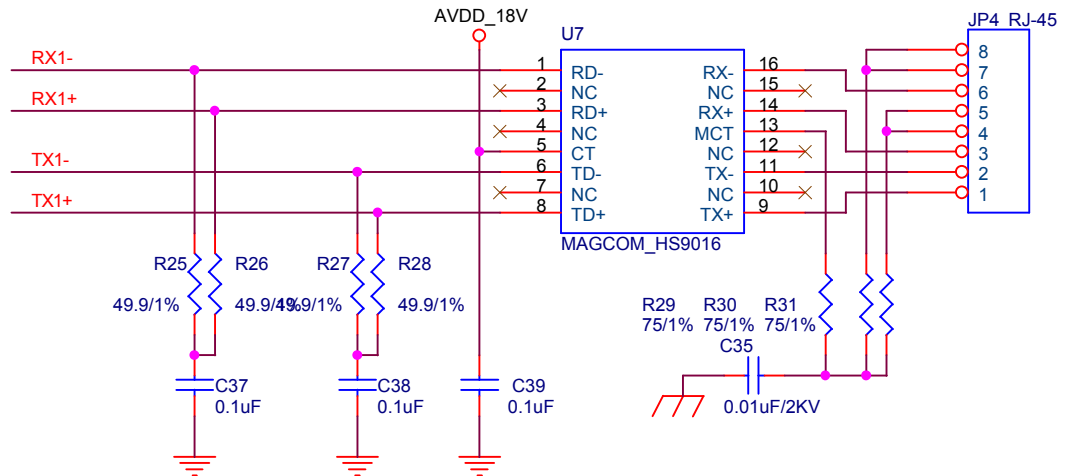 AVDD_18V
JP4 RJ-45
U7
RX1-
RX1+
TX1-
TX1+
1 RD-
2 NC
3 RD+
4 NC
5 CT
6 TD-
7 NC
8 TD+
RX- 16
NC 15
RX+ 14
MCT 13
NC 12
TX- 11
NC 10
TX+ 9
8
7
6
5
4
3
2
1
MAGCOM_HS9016
R25
R26
R27
R28
49.9/1%
49.9/1%
49.9/1%
49.9/1%
R29 R30 R31
75/1% 75/1% 75/1%
C35
0.01uF/2KV
C37
0.1uF
C38
0.1uF
C39
0.1uF